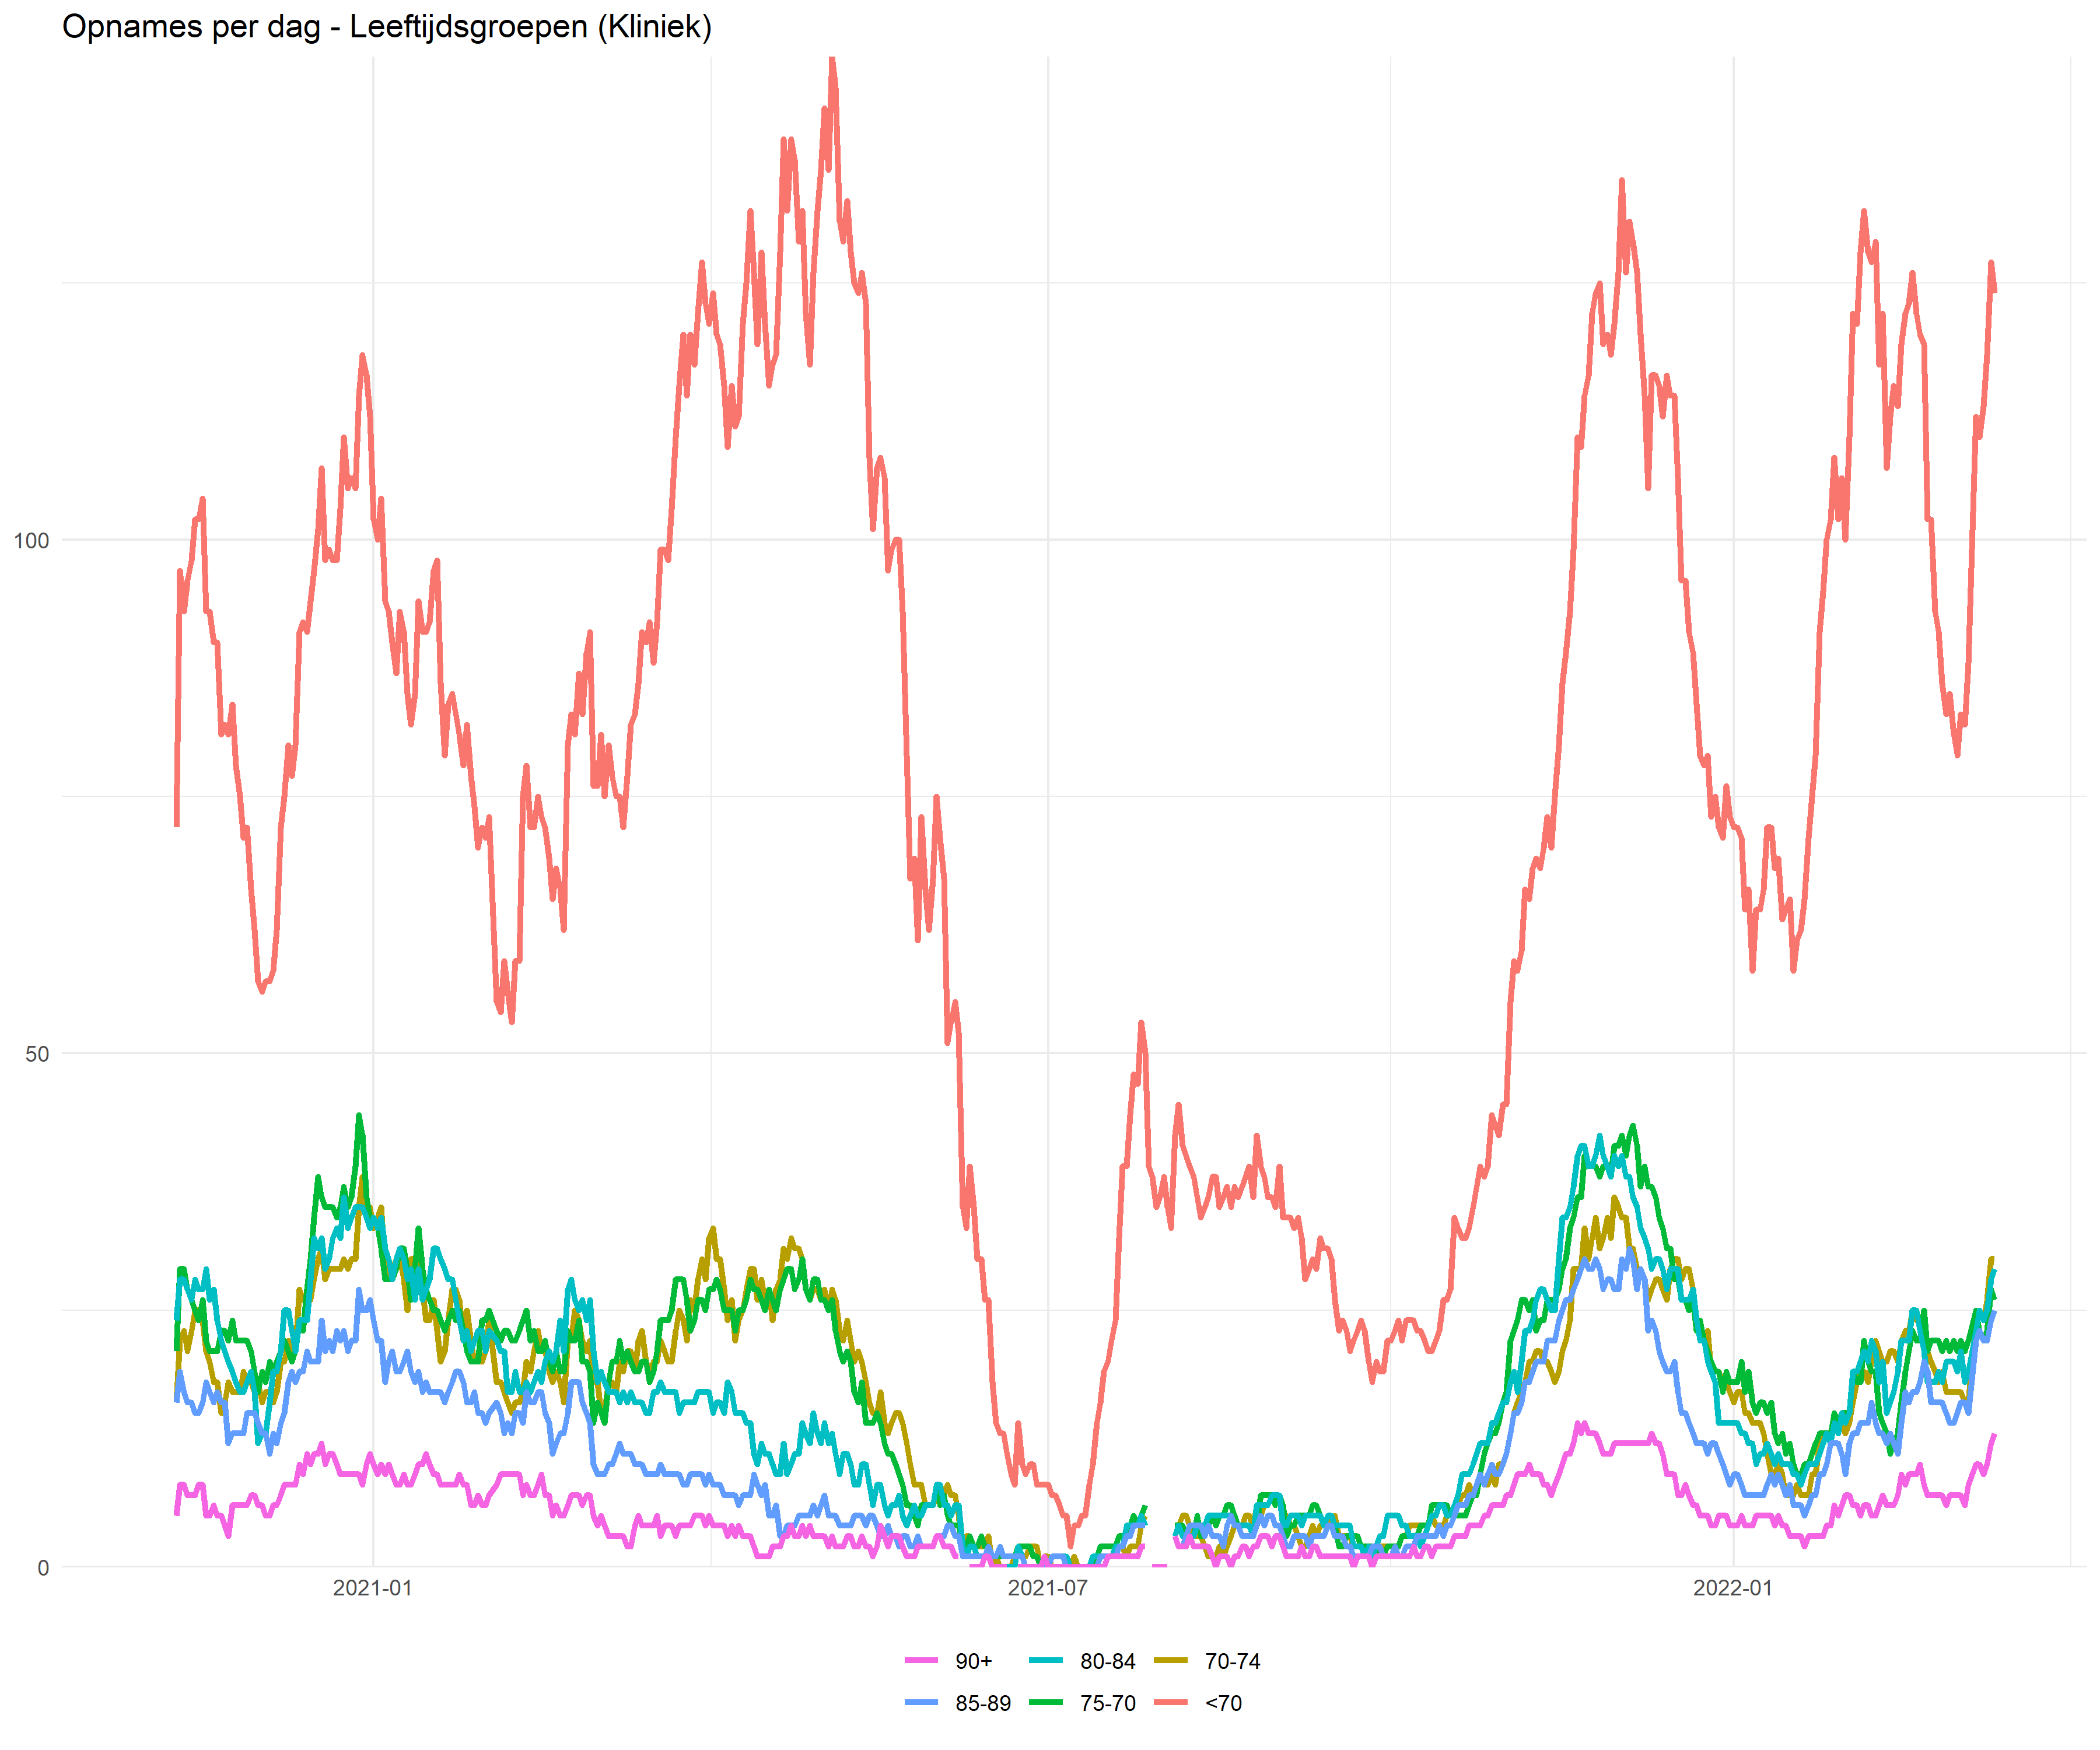 Opnames per dag - Leeftijdsgroepen (Kliniek)
100
50
0
2021-01 2021-07 2022-01
90+ 80-84 70-74
85-89 75-70 <70